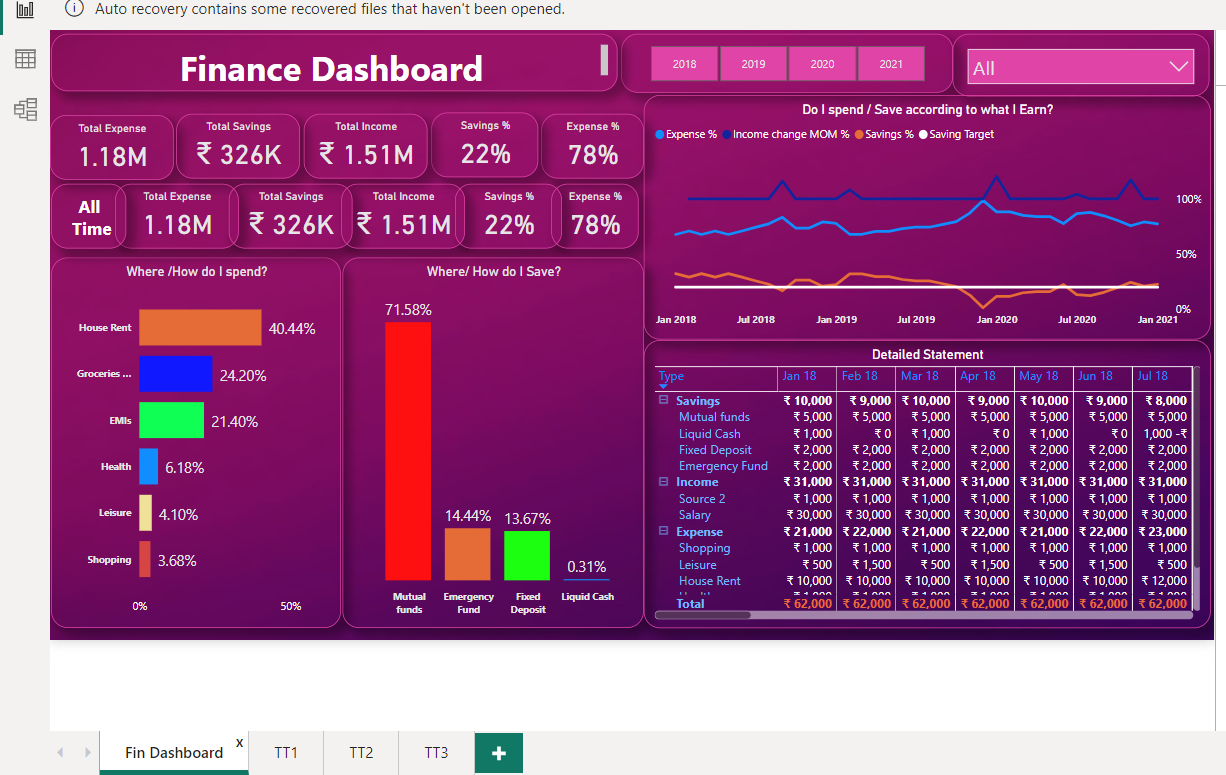 Auto recovery contains some recovered files that haven't been opened.
Finance Dashboard
2018 2019 2020 2021
All
Total Expense Total Savings Total Income Savings % Expense %
1.18M ₹ 326K ₹ 1.51M 22% 78%
All Time
Total Expense Total Savings Total Income Savings % Expense %
1.18M ₹ 326K ₹ 1.51M 22% 78%
Do I spend / Save according to what I Earn?
Expense % Income change MOM % Savings % Saving Target
100%
50%
0%
Jan 2018 Jul 2018 Jan 2019 Jul 2019 Jan 2020 Jul 2020 Jan 2021
Where /How do I spend?
House Rent 40.44%
Groceries ... 24.20%
EMIs 21.40%
Health 6.18%
Leisure 4.10%
Shopping 3.68%
0% 50%
Where/ How do I Save?
71.58%
14.44% 13.67%
0.31%
Mutual funds
Emergency Fund
Fixed Deposit
Liquid Cash
Detailed Statement
Type Jan 18 Feb 18 Mar 18 Apr 18 May 18 Jun 18 Jul 18
Savings ₹ 10,000 ₹ 9,000 ₹ 10,000 ₹ 9,000 ₹ 10,000 ₹ 9,000 ₹ 8,000
Mutual funds ₹ 5,000 ₹ 5,000 ₹ 5,000 ₹ 5,000 ₹ 5,000 ₹ 5,000 ₹ 5,000
Liquid Cash ₹ 1,000 ₹ 0 ₹ 1,000 ₹ 0 ₹ 1,000 ₹ 0 1,000 -₹
Fixed Deposit ₹ 2,000 ₹ 2,000 ₹ 2,000 ₹ 2,000 ₹ 2,000 ₹ 2,000 ₹ 2,000
Emergency Fund ₹ 2,000 ₹ 2,000 ₹ 2,000 ₹ 2,000 ₹ 2,000 ₹ 2,000 ₹ 2,000
Income ₹ 31,000 ₹ 31,000 ₹ 31,000 ₹ 31,000 ₹ 31,000 ₹ 31,000 ₹ 31,000
Source 2 ₹ 1,000 ₹ 1,000 ₹ 1,000 ₹ 1,000 ₹ 1,000 ₹ 1,000 ₹ 1,000
Salary ₹ 30,000 ₹ 30,000 ₹ 30,000 ₹ 30,000 ₹ 30,000 ₹ 30,000 ₹ 30,000
Expense ₹ 21,000 ₹ 22,000 ₹ 21,000 ₹ 22,000 ₹ 21,000 ₹ 22,000 ₹ 23,000
Shopping ₹ 1,000 ₹ 1,000 ₹ 1,000 ₹ 1,000 ₹ 1,000 ₹ 1,000 ₹ 1,000
Leisure ₹ 500 ₹ 1,500 ₹ 500 ₹ 1,500 ₹ 500 ₹ 1,500 ₹ 500
House Rent ₹ 10,000 ₹ 10,000 ₹ 10,000 ₹ 10,000 ₹ 10,000 ₹ 10,000 ₹ 12,000
Total ₹ 62,000 ₹ 62,000 ₹ 62,000 ₹ 62,000 ₹ 62,000 ₹ 62,000 ₹ 62,000
Fin Dashboard x TT1 TT2 TT3 +